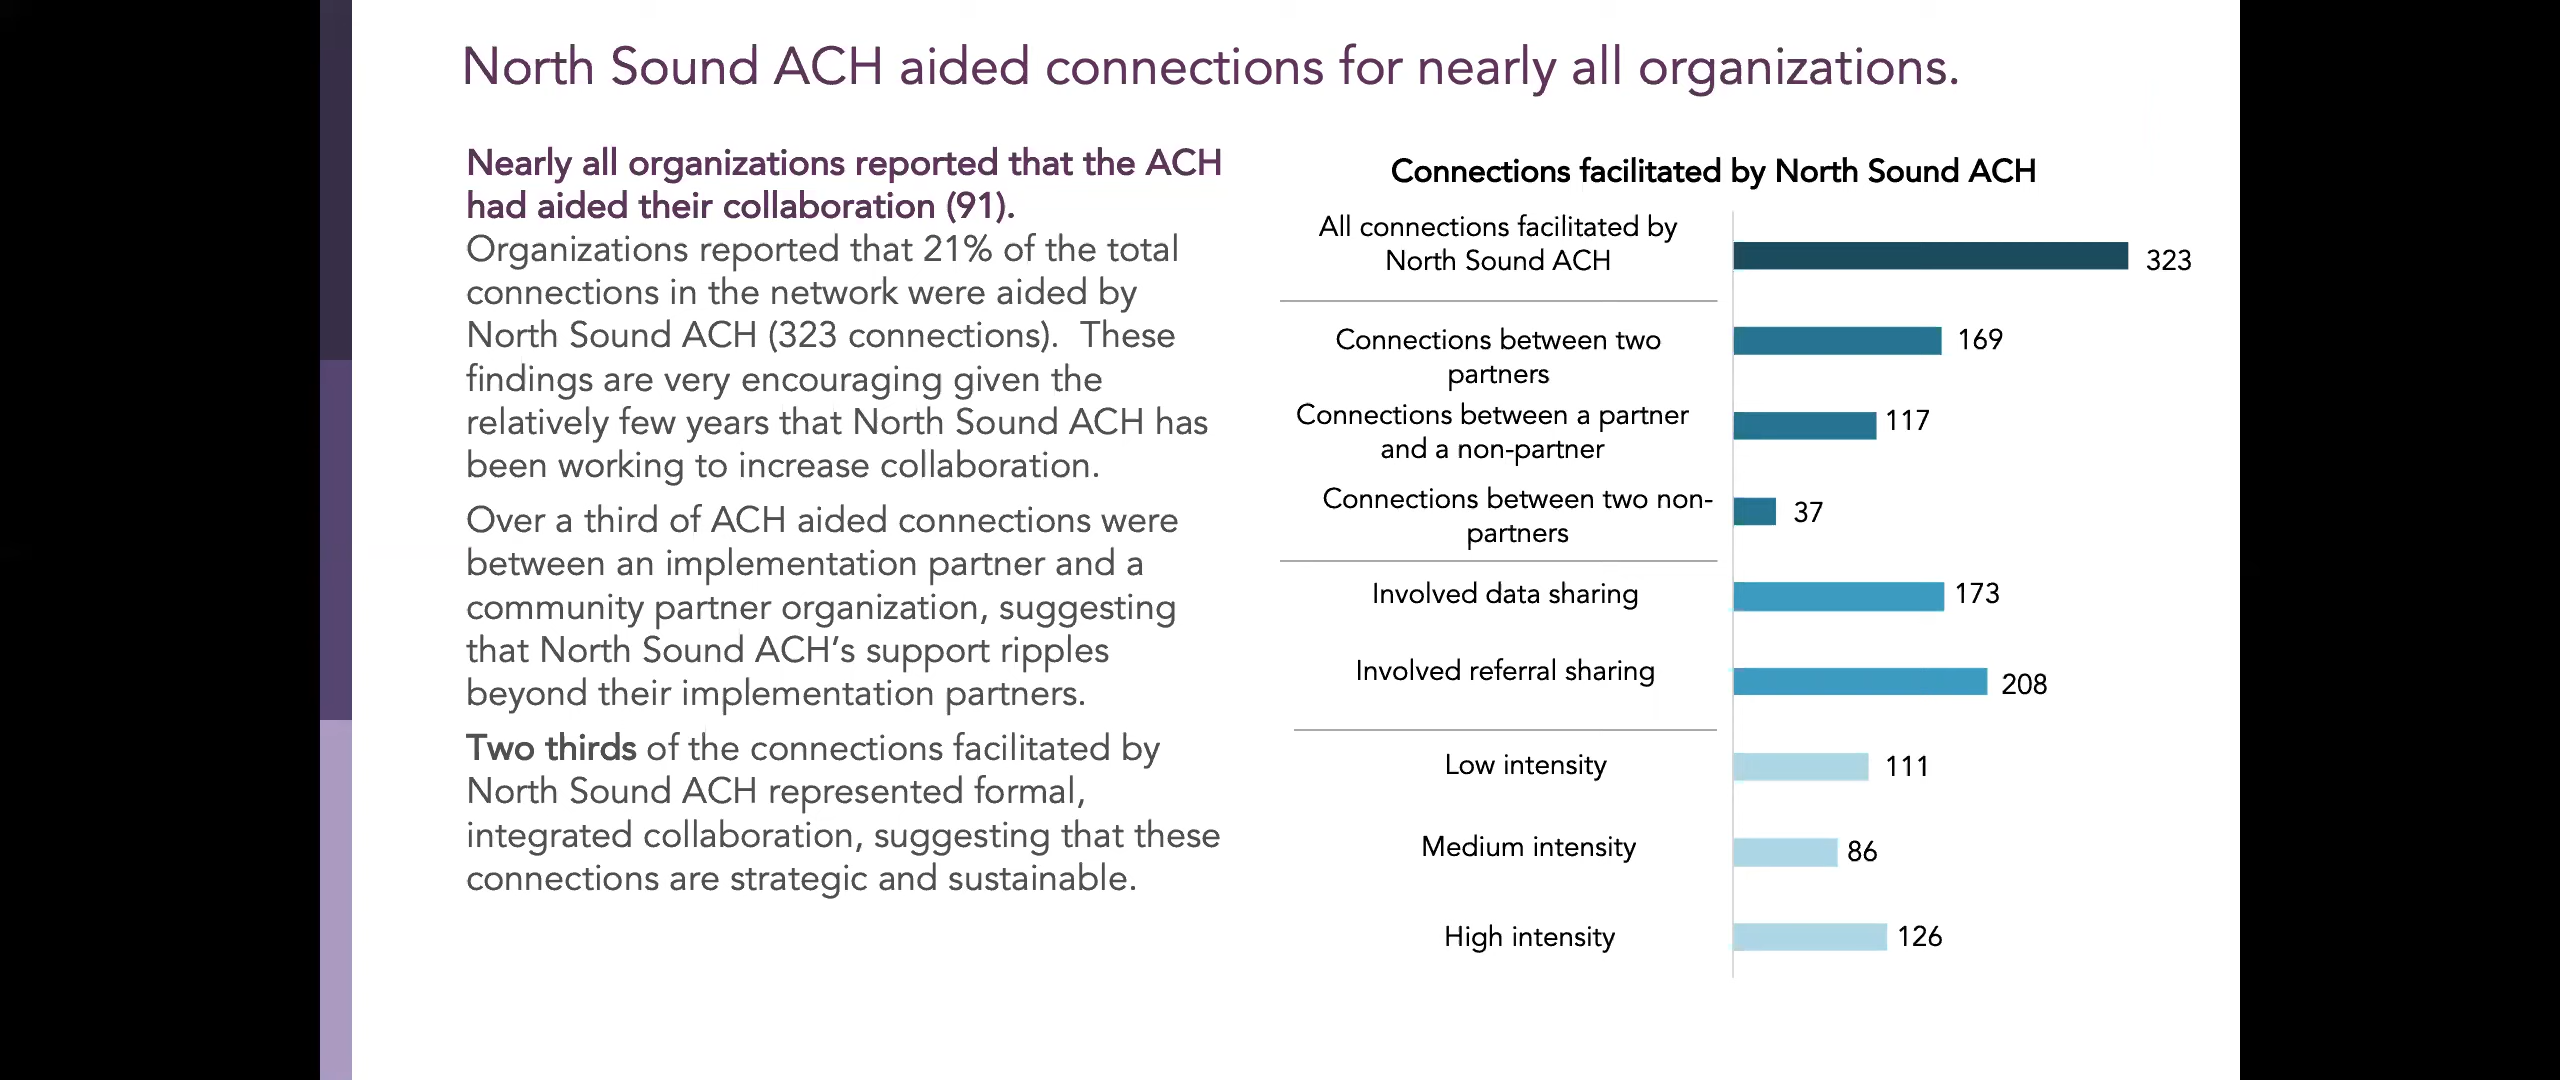 North Sound ACH aided connections for nearly all organizations.
Nearly all organizations reported that the ACH
had aided their collaboration (91).
Organizations reported that 21% of the total
connections in the network were aided by
North Sound ACH (323 connections).  These
findings are very encouraging given the
relatively few years that North Sound ACH has
been working to increase collaboration.
Over a third of ACH aided connections were
between an implementation partner and a
community partner organization, suggesting
that North Sound ACH’s support ripples
beyond their implementation partners.
Two thirds of the connections facilitated by
North Sound ACH represented formal,
integrated collaboration, suggesting that these
connections are strategic and sustainable.
Connections facilitated by North Sound ACH
All connections facilitated by
North Sound ACH
323
Connections between two
partners
169
Connections between a partner
and a non-partner
117
Connections between two non-
partners
37
Involved data sharing
173
Involved referral sharing
208
Low intensity
111
Medium intensity
86
High intensity
126